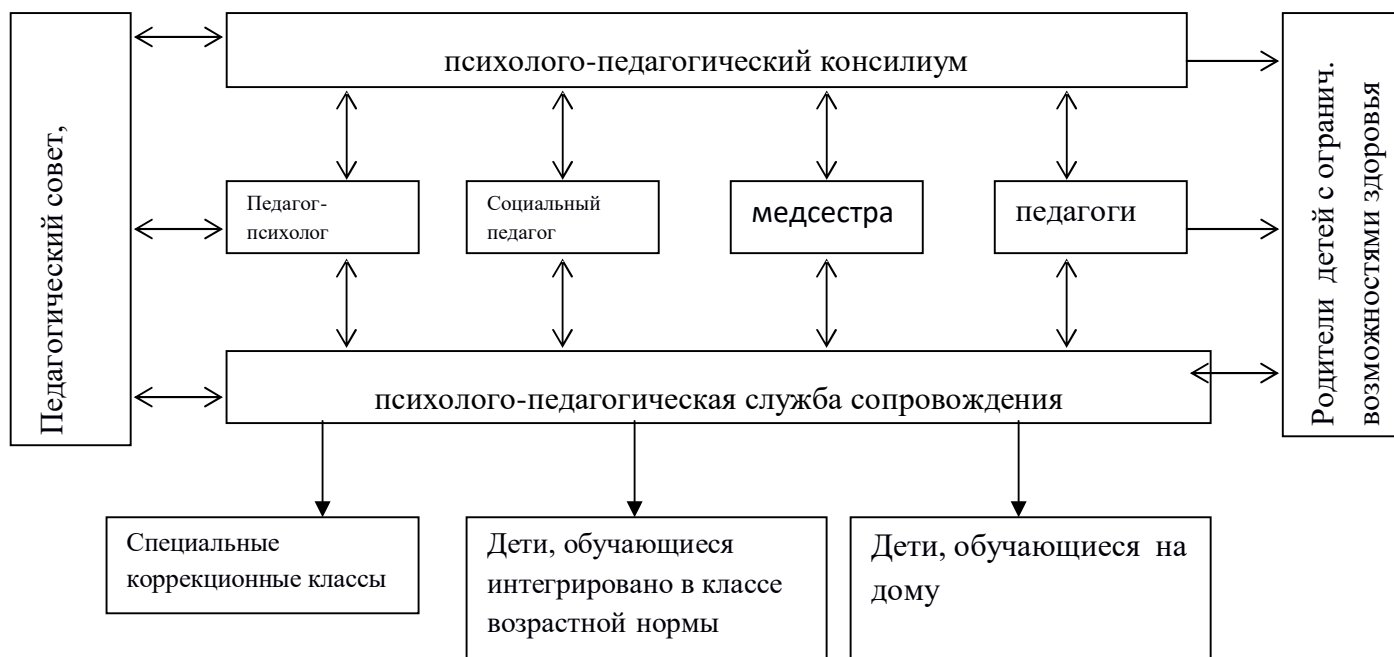 Педагогический совет,
психолого-педагогический консилиум
Педагог-
психолог
Социальный
педагог
медсестра
педагоги
Родители детей с огранич.
возможностями здоровья
психолого-педагогическая служба сопровождения
Специальные
коррекционные классы
Дети, обучающиеся
интегрировано в классе
возрастной нормы
Дети, обучающиеся на
дому